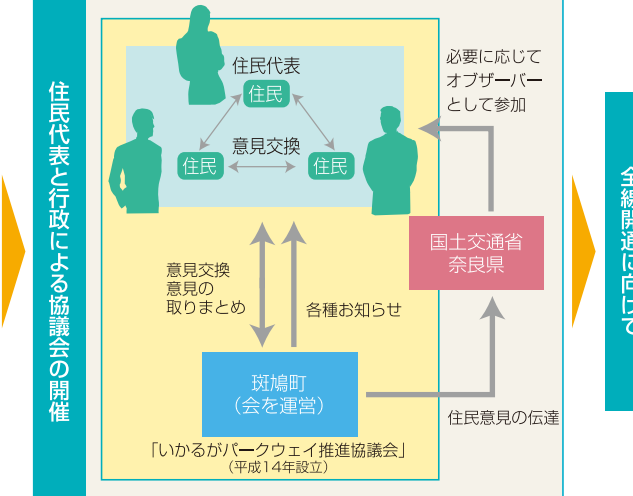 住民代表と行政による協議会の開催
住民代表
住民
意見交換
住民
住民
必要に応じて
オブザーバー
として参加
国土交通省
奈良県
意見交換
意見の
取りまとめ
各種お知らせ
斑鳩町
（会を運営）
住民意見の伝達
「いかるがパークウェイ推進協議会」
（平成14年設立）
全線開通に向けて